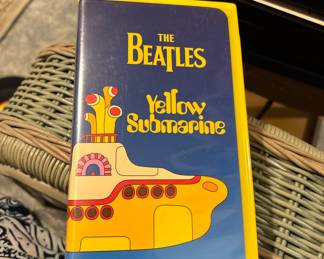 THE
BEATLES
Yellow
Submarine